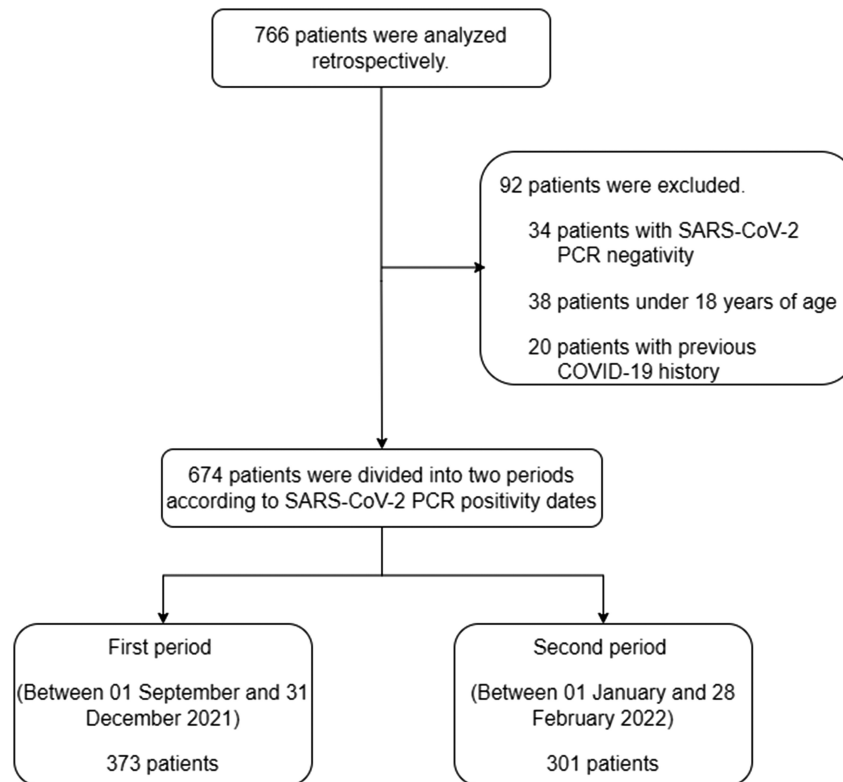 766 patients were analyzed
retrospectively.
92 patients were excluded.
34 patients with SARS-CoV-2
PCR negativity
38 patients under 18 years of age
20 patients with previous
COVID-19 history
674 patients were divided into two periods
according to SARS-CoV-2 PCR positivity dates
First period
(Between 01 September and 31
December 2021)
373 patients
Second period
(Between 01 January and 28
February 2022)
301 patients